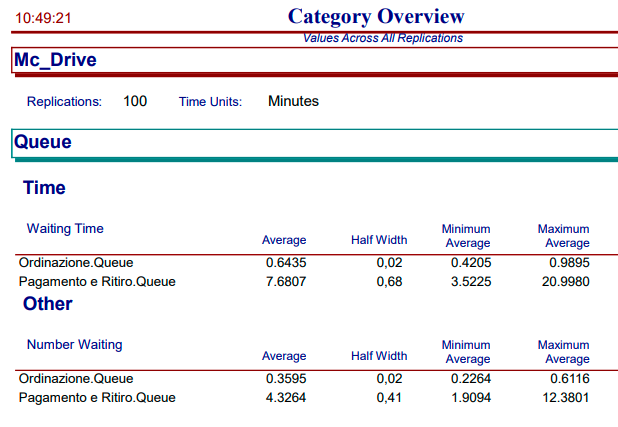 10:49:21 Category Overview
Values Across All Replications
Mc_Drive
Replications: 100 Time Units: Minutes
Queue
Time
Waiting Time Average Half Width Minimum Average Maximum Average
Ordinazione.Queue 0.6435 0,02 0.4205 0.9895
Pagamento e Ritiro.Queue 7.6807 0,68 3.5225 20.9980
Other
Number Waiting Average Half Width Minimum Average Maximum Average
Ordinazione.Queue 0.3595 0,02 0.2264 0.6116
Pagamento e Ritiro.Queue 4.3264 0,41 1.9094 12.3801